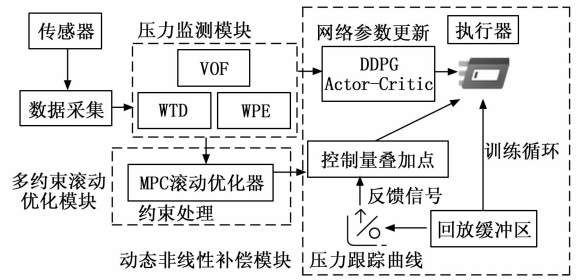 传感器
数据采集
压力监测模块
VOF
WTD
WPE
网络参数更新
DDPG
Actor-Critic
执行器
多约束滚动
优化模块
MPC滚动优化器
约束处理
控制量叠加点
训练循环
反馈信号
%
回放缓冲区
压力跟踪曲线
动态非线性补偿模块